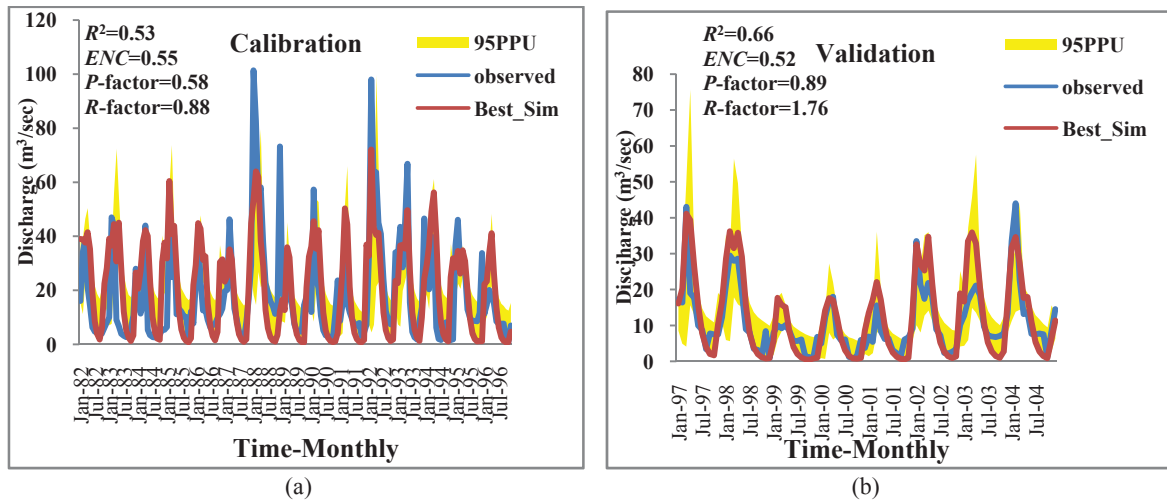 R²=0.53
ENC=0.55
P-factor=0.58
R-factor=0.88
Calibration
95PPU
observed
Best_Sim
Discharge (m³/sec)
120
100
80
60
40
20
0
Jan-82
Jul-82
Jan-83
Jul-83
Jan-84
Jul-84
Jan-85
Jul-85
Jan-86
Jul-86
Jan-87
Jul-87
Jan-88
Jul-88
Jan-89
Jul-89
Jan-90
Jul-90
Jan-91
Jul-91
Jan-92
Jul-92
Jan-93
Jul-93
Jan-94
Jul-94
Jan-95
Jul-95
Jan-96
Jul-96
Time-Monthly
(a)
R²=0.66
ENC=0.52
P-factor=0.89
R-factor=1.76
Validation
95PPU
observed
Best_Sim
Discjharge (m³/sec)
80
70
60
50
40
30
20
10
0
Jan-97
Jul-97
Jan-98
Jul-98
Jan-99
Jul-99
Jan-00
Jul-00
Jan-01
Jul-01
Jan-02
Jul-02
Jan-03
Jul-03
Jan-04
Jul-04
Time-Monthly
(b)